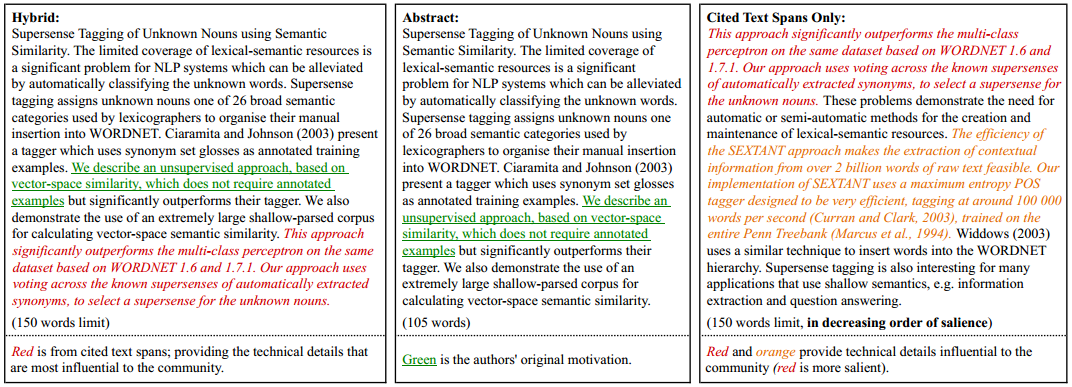 Hybrid:
Supersense Tagging of Unknown Nouns using Semantic
Similarity. The limited coverage of lexical-semantic resources is
a significant problem for NLP systems which can be alleviated
by automatically classifying the unknown words. Supersense
tagging assigns unknown nouns one of 26 broad semantic
categories used by lexicographers to organise their manual
insertion into WORDNET. Ciaramita and Johnson (2003) present
a tagger which uses synonym set glosses as annotated training
examples. We describe an unsupervised approach, based on
vector-space similarity, which does not require annotated
examples but significantly outperforms their tagger. We also
demonstrate the use of an extremely large shallow-parsed corpus
for calculating vector-space semantic similarity. This approach
significantly outperforms the multi-class perceptron on the same
dataset based on WORDNET 1.6 and 1.7.1. Our approach uses
voting across the known supersenses of automatically extracted
synonyms, to select a supersense for the unknown nouns.
(150 words limit)
Red is from cited text spans; providing the technical details that
are most influential to the community.
Abstract:
Supersense Tagging of Unknown Nouns using
Semantic Similarity. The limited coverage of
lexical-semantic resources is a significant
problem for NLP systems which can be alleviated
by automatically classifying the unknown words.
Supersense tagging assigns unknown nouns one
of 26 broad semantic categories used by
lexicographers to organise their manual insertion
into WORDNET. Ciaramita and Johnson (2003)
present a tagger which uses synonym set glosses
as annotated training examples. We describe an
unsupervised approach, based on vector-space
similarity, which does not require annotated
examples but significantly outperforms their
tagger. We also demonstrate the use of an
extremely large shallow-parsed corpus for
calculating vector-space semantic similarity.
(105 words)
Green is the authors' original motivation.
Cited Text Spans Only:
This approach significantly outperforms the multi-class
perceptron on the same dataset based on WORDNET 1.6 and
1.7.1. Our approach uses voting across the known supersenses
of automatically extracted synonyms, to select a supersense for
the unknown nouns. These problems demonstrate the need for
automatic or semi-automatic methods for the creation and
maintenance of lexical-semantic resources. The efficiency of
the SEXTANT approach makes the extraction of contextual
information from over 2 billion words of raw text feasible. Our
implementation of SEXTANT uses a maximum entropy POS
tagger designed to be very efficient, tagging at around 100 000
words per second (Curran and Clark, 2003), trained on the
entire Penn Treebank (Marcus et al., 1994). Widdows (2003)
uses a similar technique to insert words into the WORDNET
hierarchy. Supersense tagging is also interesting for many
applications that use shallow semantics, e.g. information
extraction and question answering.
(150 words limit, in decreasing order of salience)
Red and orange provide technical details influential to the
community (red is more salient).